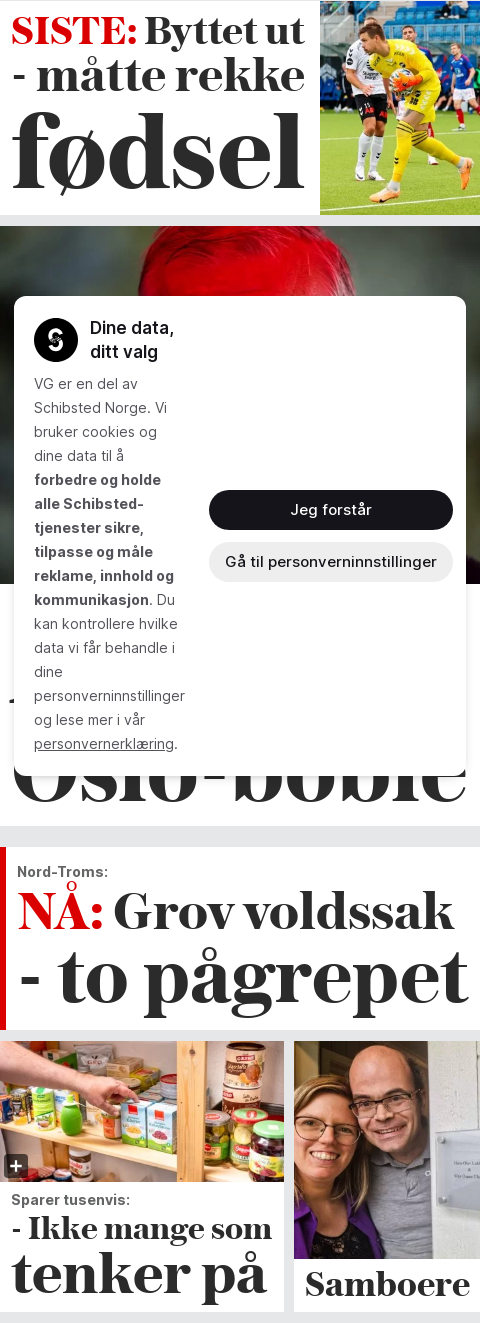 SISTE: Byttet ut
- måtte rekke
fødsel
Dine data,
ditt valg
VG er en del av
Schibsted Norge. Vi
bruker cookies og
dine data til å
forbedre og holde
alle Schibsted-
tjenester sikre,
tilpasse og måle
reklame, innhold og
kommunikasjon. Du
kan kontrollere hvilke
data vi får behandle i
dine
personverninnstillinger
og lese mer i vår
personvernerklæring.
Jeg forstår
Gå til personverninnstillinger
Oslo-boble
Nord-Troms:
NÅ: Grov voldssak
- to pågrepet
Sparer tusenvis:
- Ikke mange som
tenker på
Samboere